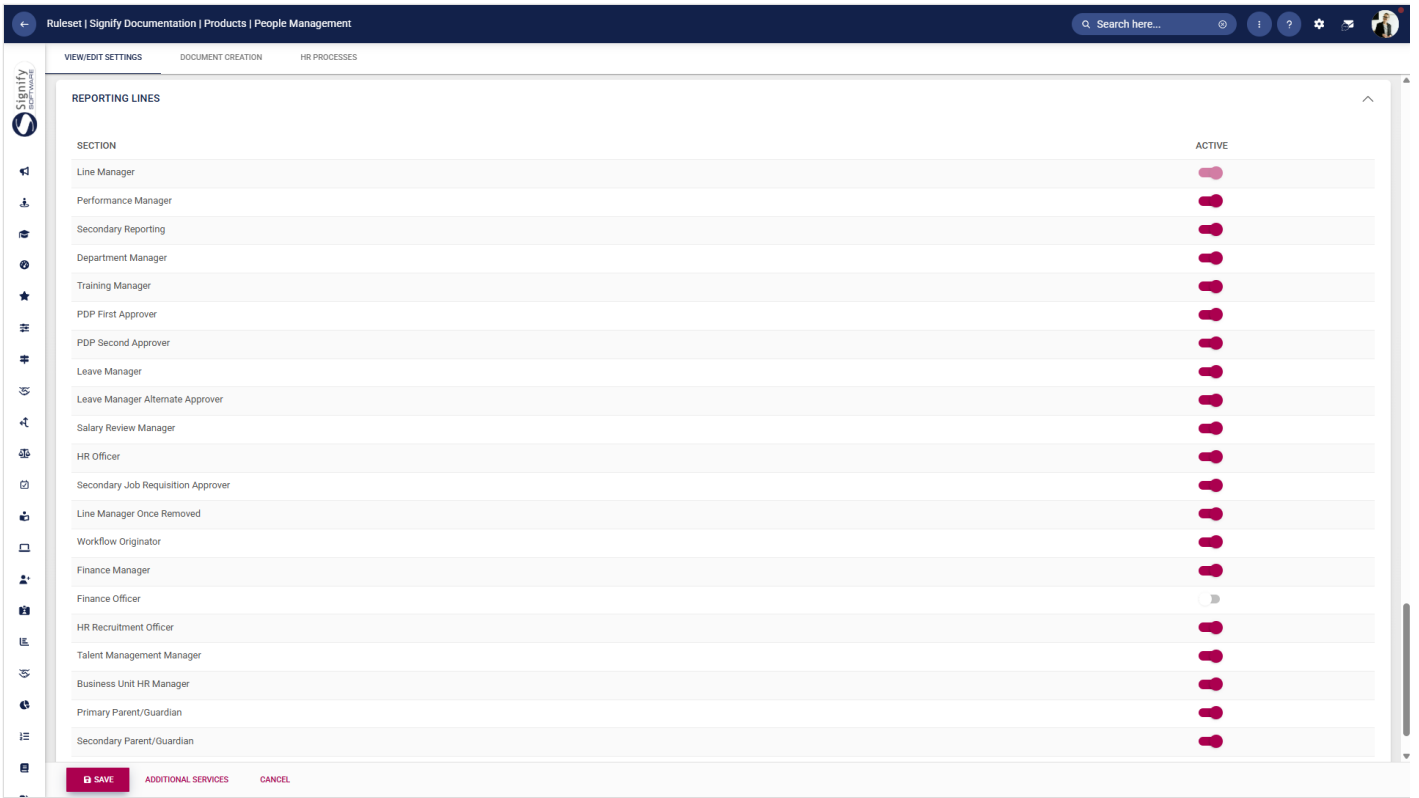 Ruleset | Signify Documentation | Products | People Management
Search here...
VIEW/EDIT SETTINGS DOCUMENT CREATION HR PROCESSES
Signify
SOFTWARE
REPORTING LINES
SECTION ACTIVE
Line Manager
Performance Manager
Secondary Reporting
Department Manager
Training Manager
PDP First Approver
PDP Second Approver
Leave Manager
Leave Manager Alternate Approver
Salary Review Manager
HR Officer
Secondary Job Requisition Approver
Line Manager Once Removed
Workflow Originator
Finance Manager
Finance Officer
HR Recruitment Officer
Talent Management Manager
Business Unit HR Manager
Primary Parent/Guardian
Secondary Parent/Guardian
SAVE ADDITIONAL SERVICES CANCEL